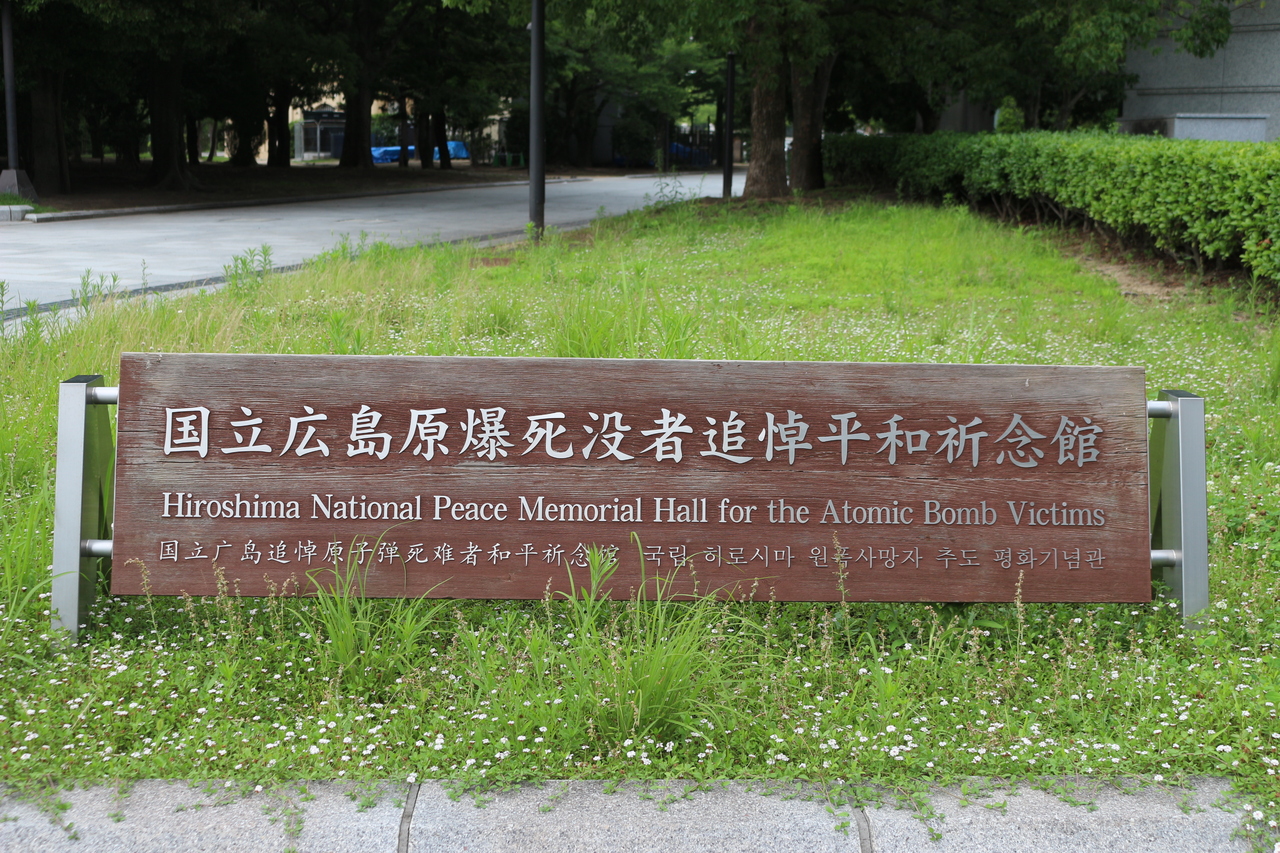 国立広島原爆死没者追悼平和祈念館
Hiroshima National Peace Memorial Hall for the Atomic Bomb Victims
国立广岛追悼原子弹死难者和平祈念馆 국립 히로시마 원폭사망자 추도 평화기념관